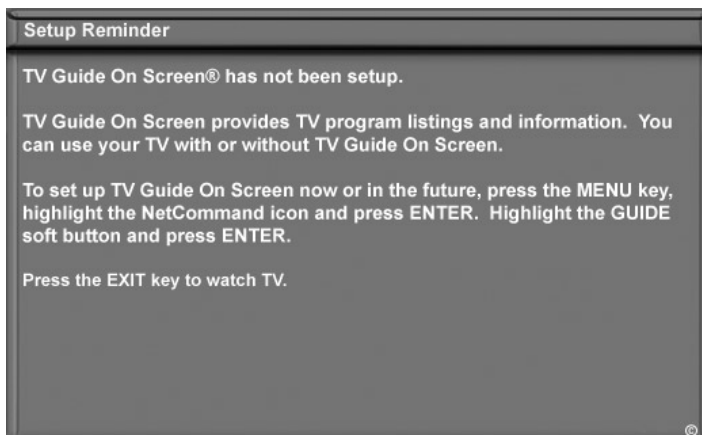 Setup Reminder
TV Guide On Screen® has not been setup.
TV Guide On Screen provides TV program listings and information.  You
can use your TV with or without TV Guide On Screen.
To set up TV Guide On Screen now or in the future, press the MENU key,
highlight the NetCommand icon and press ENTER.  Highlight the GUIDE
soft button and press ENTER.
Press the EXIT key to watch TV.
©